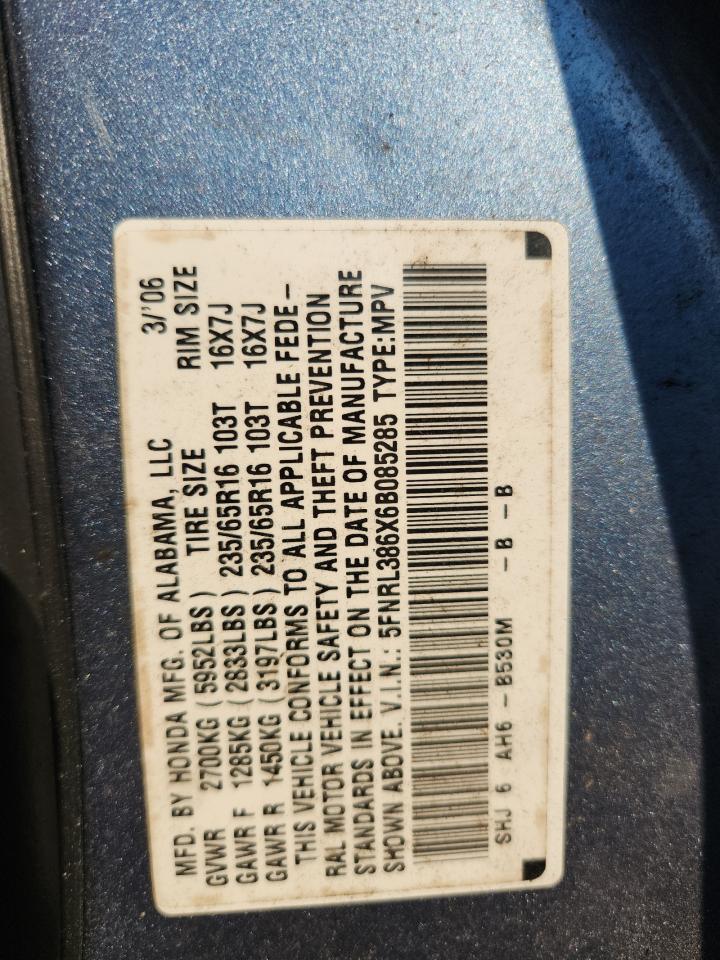 MFD. BY HONDA MFG. OF ALABAMA, LLC 3/'06
GVWR 2700KG ( 5952LBS ) TIRE SIZE RIM SIZE
GAWR F 1285KG ( 2833LBS ) 235/65R16 103T 16X7J
GAWR R 1450KG ( 3197LBS ) 235/65R16 103T 16X7J
THIS VEHICLE CONFORMS TO ALL APPLICABLE FEDE-
RAL MOTOR VEHICLE SAFETY AND THEFT PREVENTION
STANDARDS IN EFFECT ON THE DATE OF MANUFACTURE
SHOWN ABOVE. V.I.N.: 5FNRL386X6B085285 TYPE:MPV
SHJ 6 AH6 - B530M - B - B